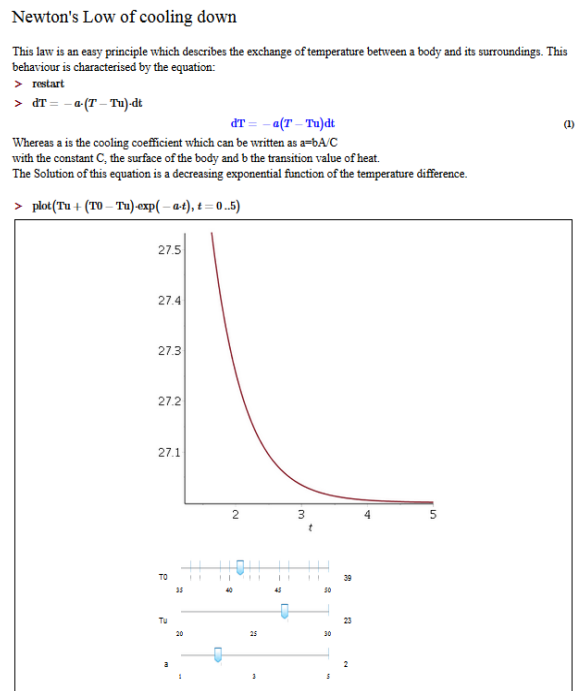 Newton's Low of cooling down
This law is an easy principle which describes the exchange of temperature between a body and its surroundings. This
behaviour is characterised by the equation:
> restart
> dT = −a·(T − Tu)·dt
dT = −a(T − Tu)dt (1)
Whereas a is the cooling coefficient which can be written as a=bA/C
with the constant C, the surface of the body and b the transition value of heat.
The Solution of this equation is a decreasing exponential function of the temperature difference.
> plot(Tu + (T0 − Tu)·exp(−a·t), t = 0..5)
27.5
27.4
27.3
27.2
27.1
2 3 4 5
t
T0 39
35 40 45 50
Tu 23
20 25 30
a 2
1 3 5